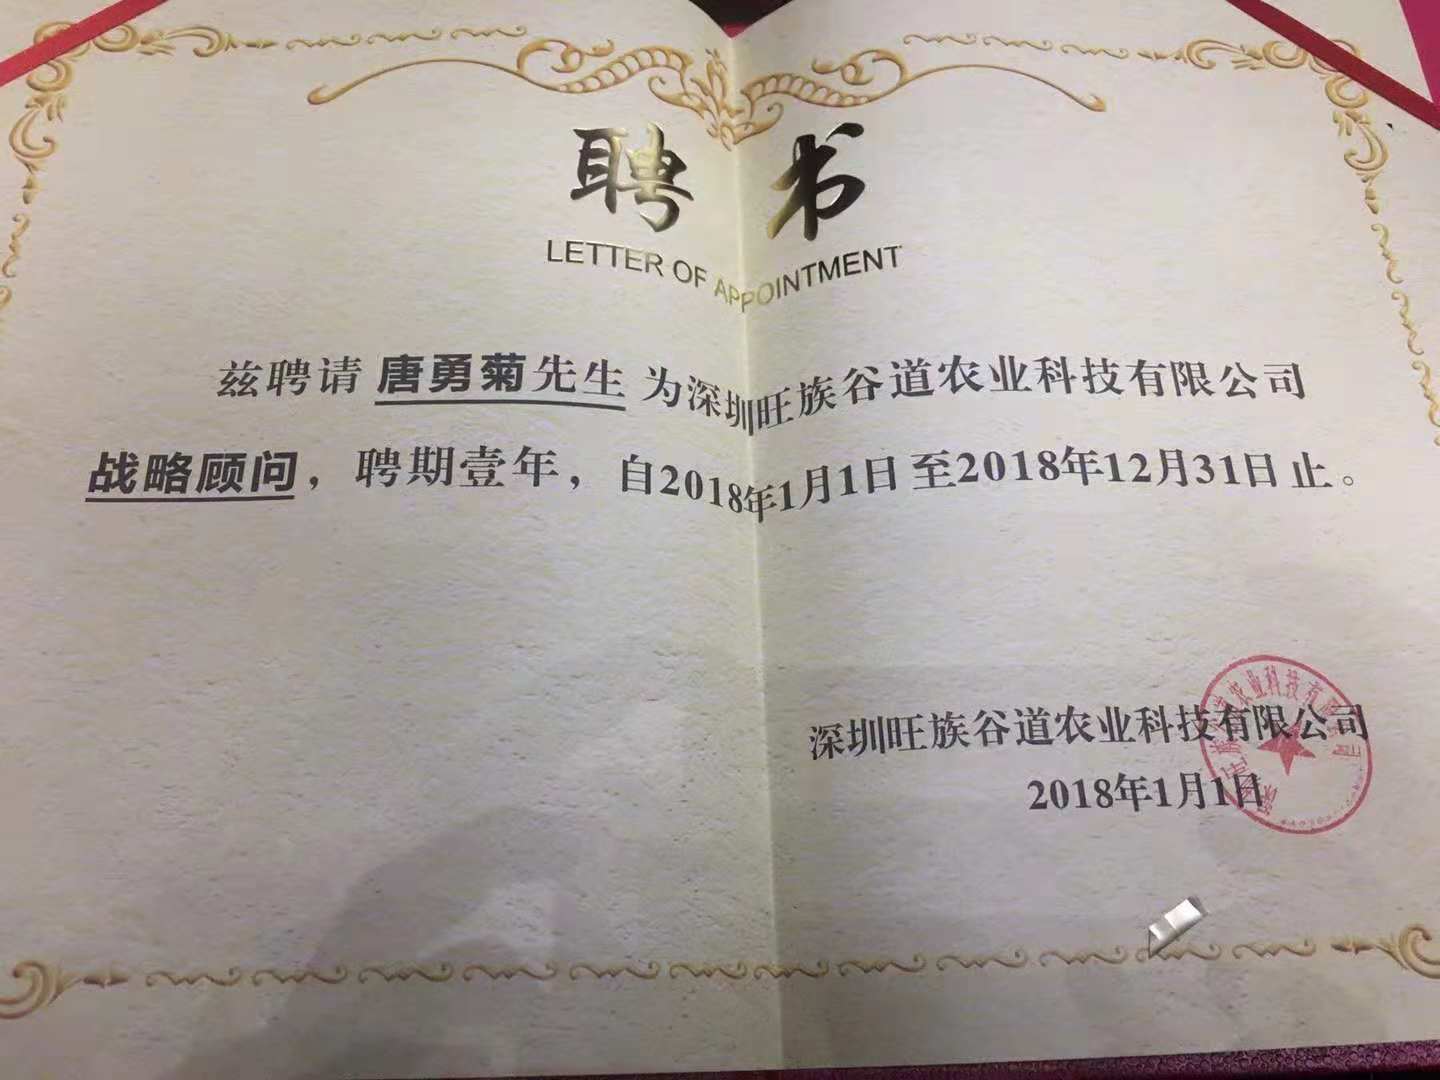 聘书
LETTER OF APPOINTMENT
兹聘请 唐勇菊先生 为深圳旺族谷道农业科技有限公司
战略顾问，聘期壹年，自2018年1月1日至2018年12月31日止。
深圳旺族谷道农业科技有限公司
2018年1月1日